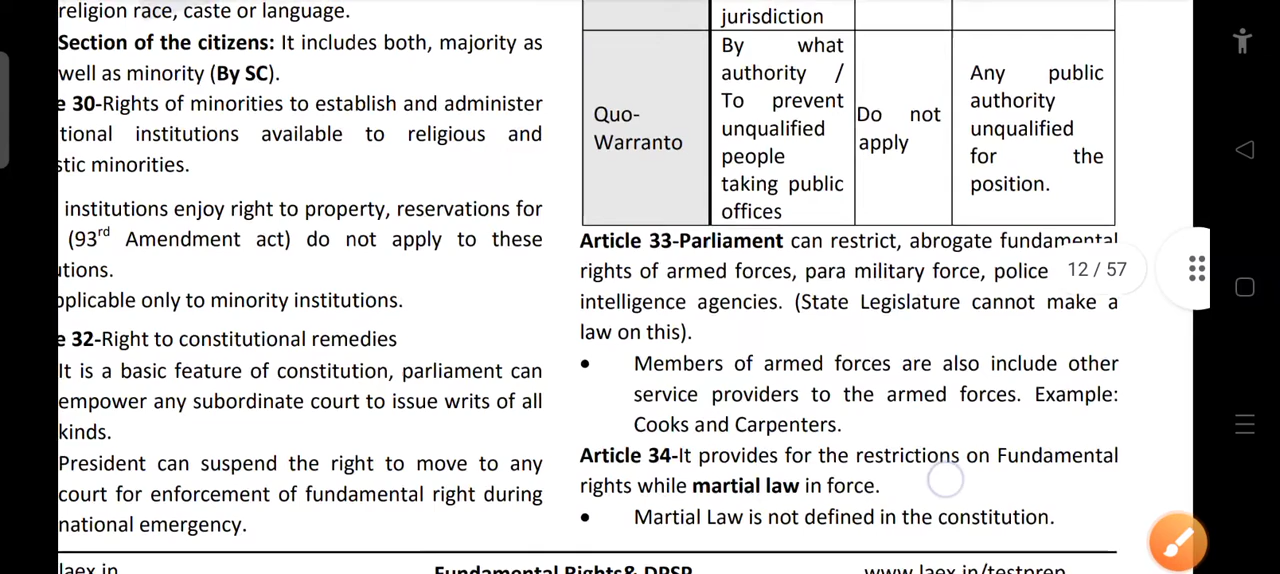 religion race, caste or language.
Section of the citizens: It includes both, majority as
well as minority (By SC).
e 30-Rights of minorities to establish and administer
tional institutions available to religious and
stic minorities.
institutions enjoy right to property, reservations for
(93rd Amendment act) do not apply to these
utions.
pplicable only to minority institutions.
e 32-Right to constitutional remedies
It is a basic feature of constitution, parliament can
empower any subordinate court to issue writs of all
kinds.
President can suspend the right to move to any
court for enforcement of fundamental right during
national emergency.
jurisdiction
Quo-
Warranto
By what
authority /
To prevent
unqualified
people
taking public
offices
Do not
apply
Any public
authority
unqualified
for the
position.
Article 33-Parliament can restrict, abrogate fundamental
rights of armed forces, para military force, police
12 / 57
intelligence agencies. (State Legislature cannot make a
law on this).
• Members of armed forces are also include other
service providers to the armed forces. Example:
Cooks and Carpenters.
Article 34-It provides for the restrictions on Fundamental
rights while martial law in force.
• Martial Law is not defined in the constitution.
laex.in
Fundamental Rights& DPSP
www.laex.in/testprep